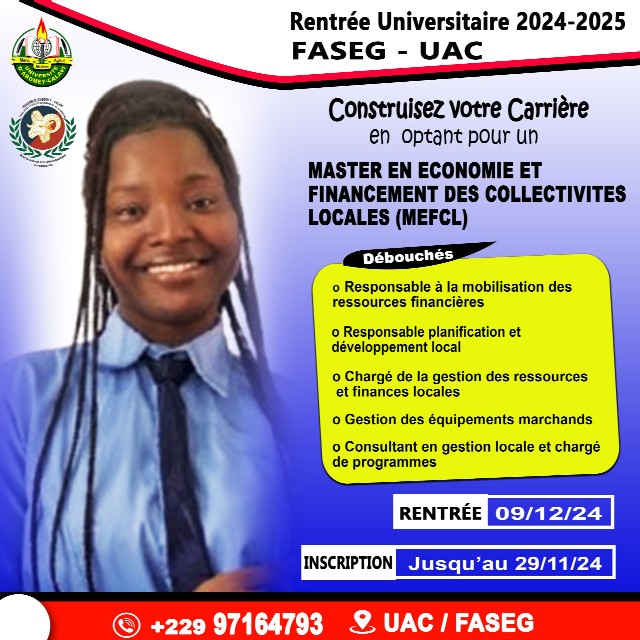 Rentrée Universitaire 2024-2025
FASEG - UAC
UNIVERSITÉ
D'ABOMEY-CALAVI
Construisez votre Carrière
en optant pour un
MASTER EN ECONOMIE ET
FINANCEMENT DES COLLECTIVITES
LOCALES (MEFCL)
Débouchés
o Responsable à la mobilisation des
ressources financières
o Responsable planification et
développement local
o Chargé de la gestion des ressources
et finances locales
o Gestion des équipements marchands
o Consultant en gestion locale et chargé
de programmes
RENTRÉE 09/12/24
INSCRIPTION Jusqu'au 29/11/24
+229 97164793 UAC / FASEG